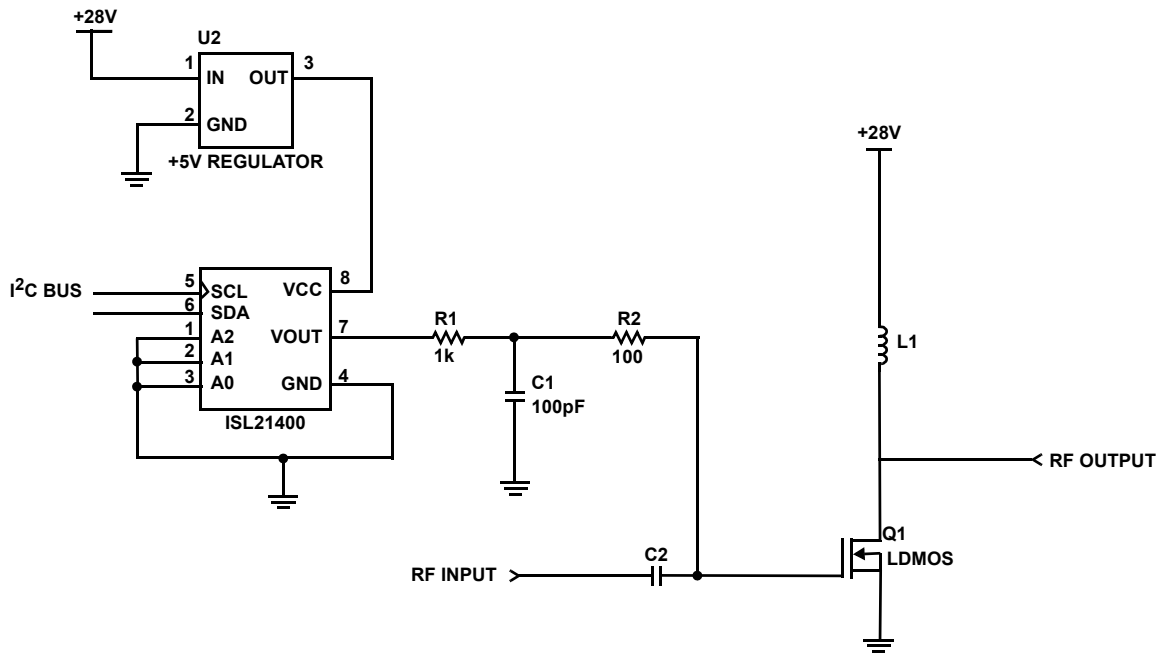 +28V
U2
1 IN OUT 3
2 GND
+5V REGULATOR
+28V
I²C BUS
5 SCL VCC 8
6 SDA
1 A2 VOUT 7
2 A1
3 A0 GND 4
ISL21400
R1
1k
R2
100
C1
100pF
L1
RF OUTPUT
Q1
LDMOS
C2
RF INPUT